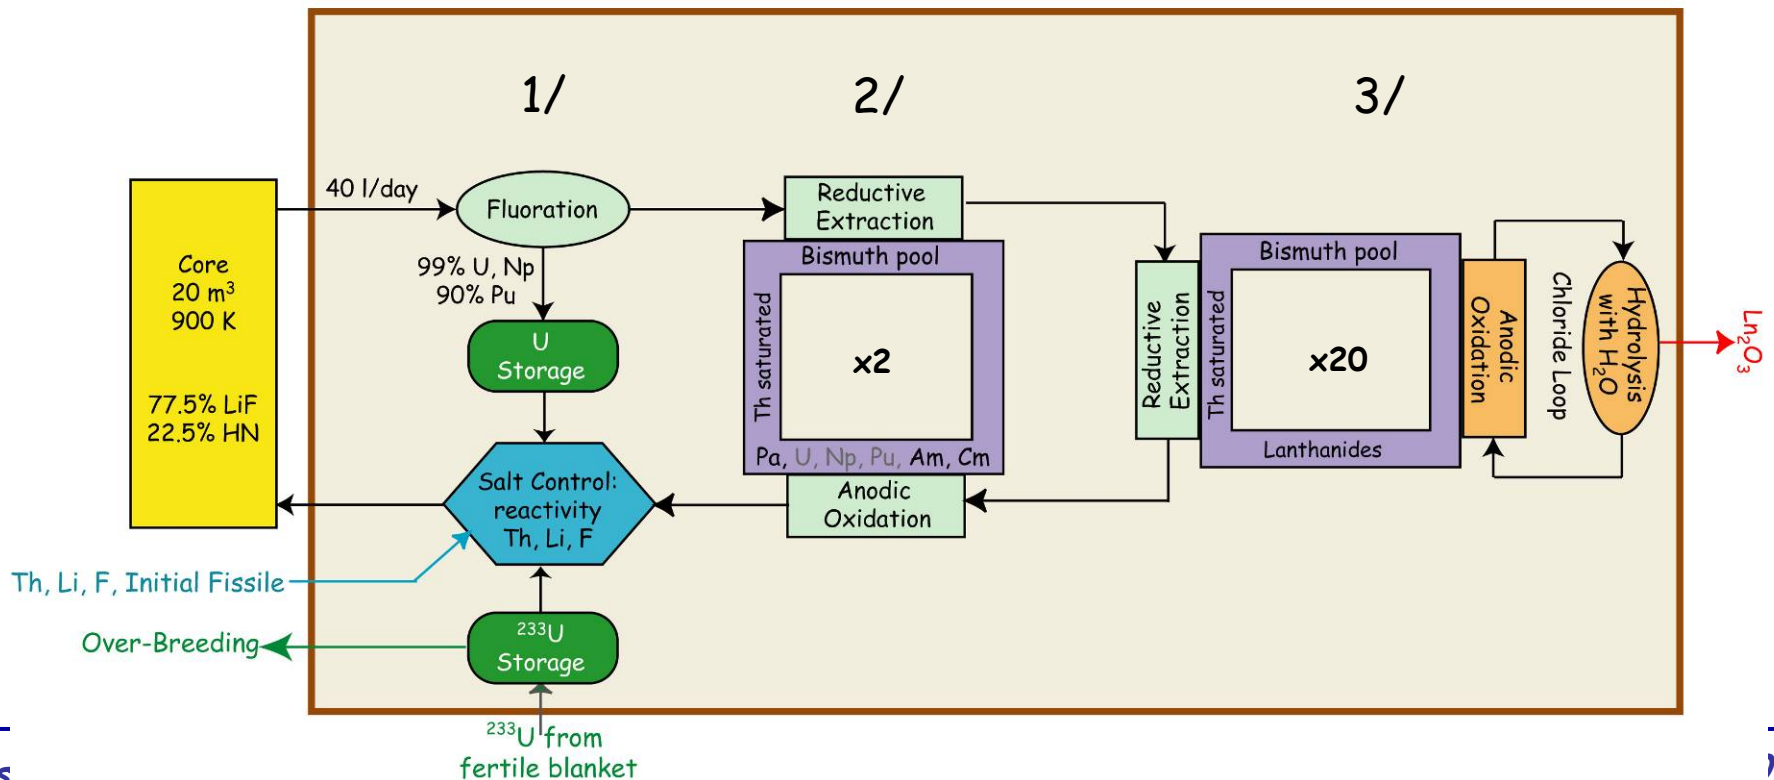 1/
2/
3/
40 l/day
Fluoration
Reductive
Extraction
Core
20 m³
900 K
77.5% LiF
22.5% HN
99% U, Np
90% Pu
U
Storage
Bismuth pool
Th saturated
x2
Pa, U, Np, Pu, Am, Cm
Anodic
Oxidation
Reductive
Extraction
Bismuth pool
Th saturated
x20
Lanthanides
Anodic
Oxidation
Chloride Loop
Hydrolysis
with H₂O
Ln₂O₃
Salt Control:
reactivity
Th, Li, F
Th, Li, F, Initial Fissile
Over-Breeding
²³³U
Storage
²³³U from
fertile blanket